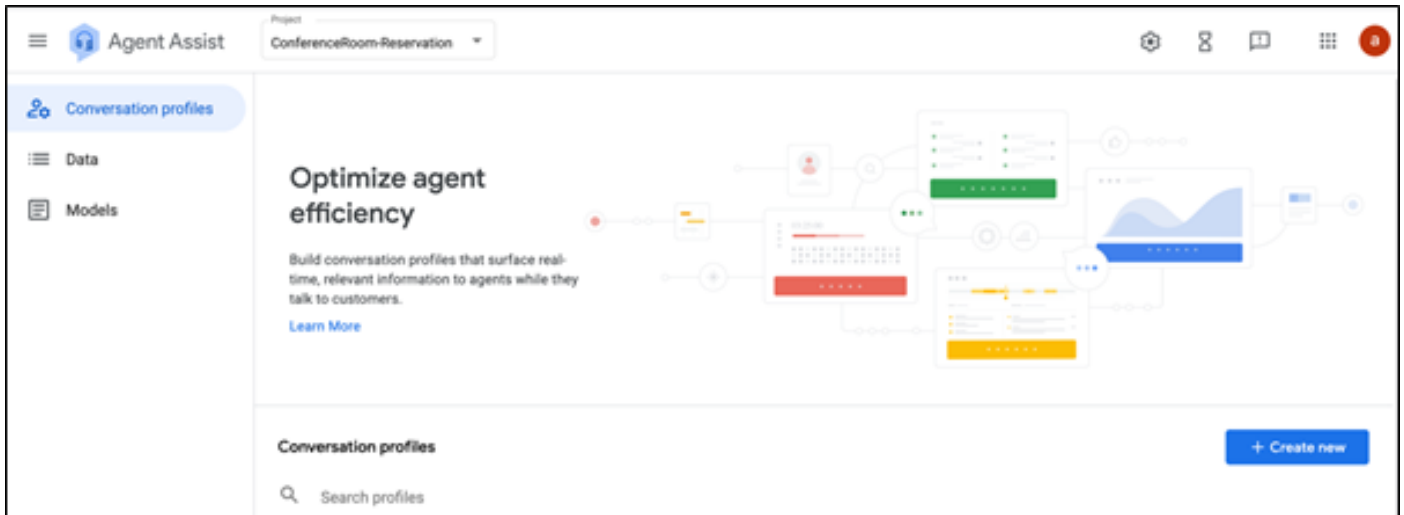 Project
Agent Assist
ConferenceRoom-Reservation
a
Conversation profiles
Data
Models
Optimize agent
efficiency
Build conversation profiles that surface real-
time, relevant information to agents while they
talk to customers.
Learn More
Conversation profiles
+ Create new
Search profiles